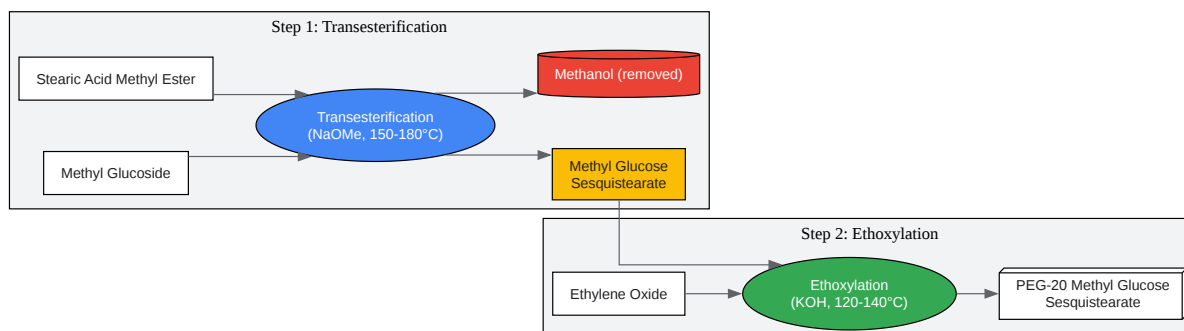 Step 1: Transesterification
Stearic Acid Methyl Ester
Methanol (removed)
Transesterification
(NaOMe, 150-180°C)
Methyl Glucoside
Methyl Glucose
Sesquistearate
Step 2: Ethoxylation
Ethylene Oxide
Ethoxylation
(KOH, 120-140°C)
PEG-20 Methyl Glucose
Sesquistearate